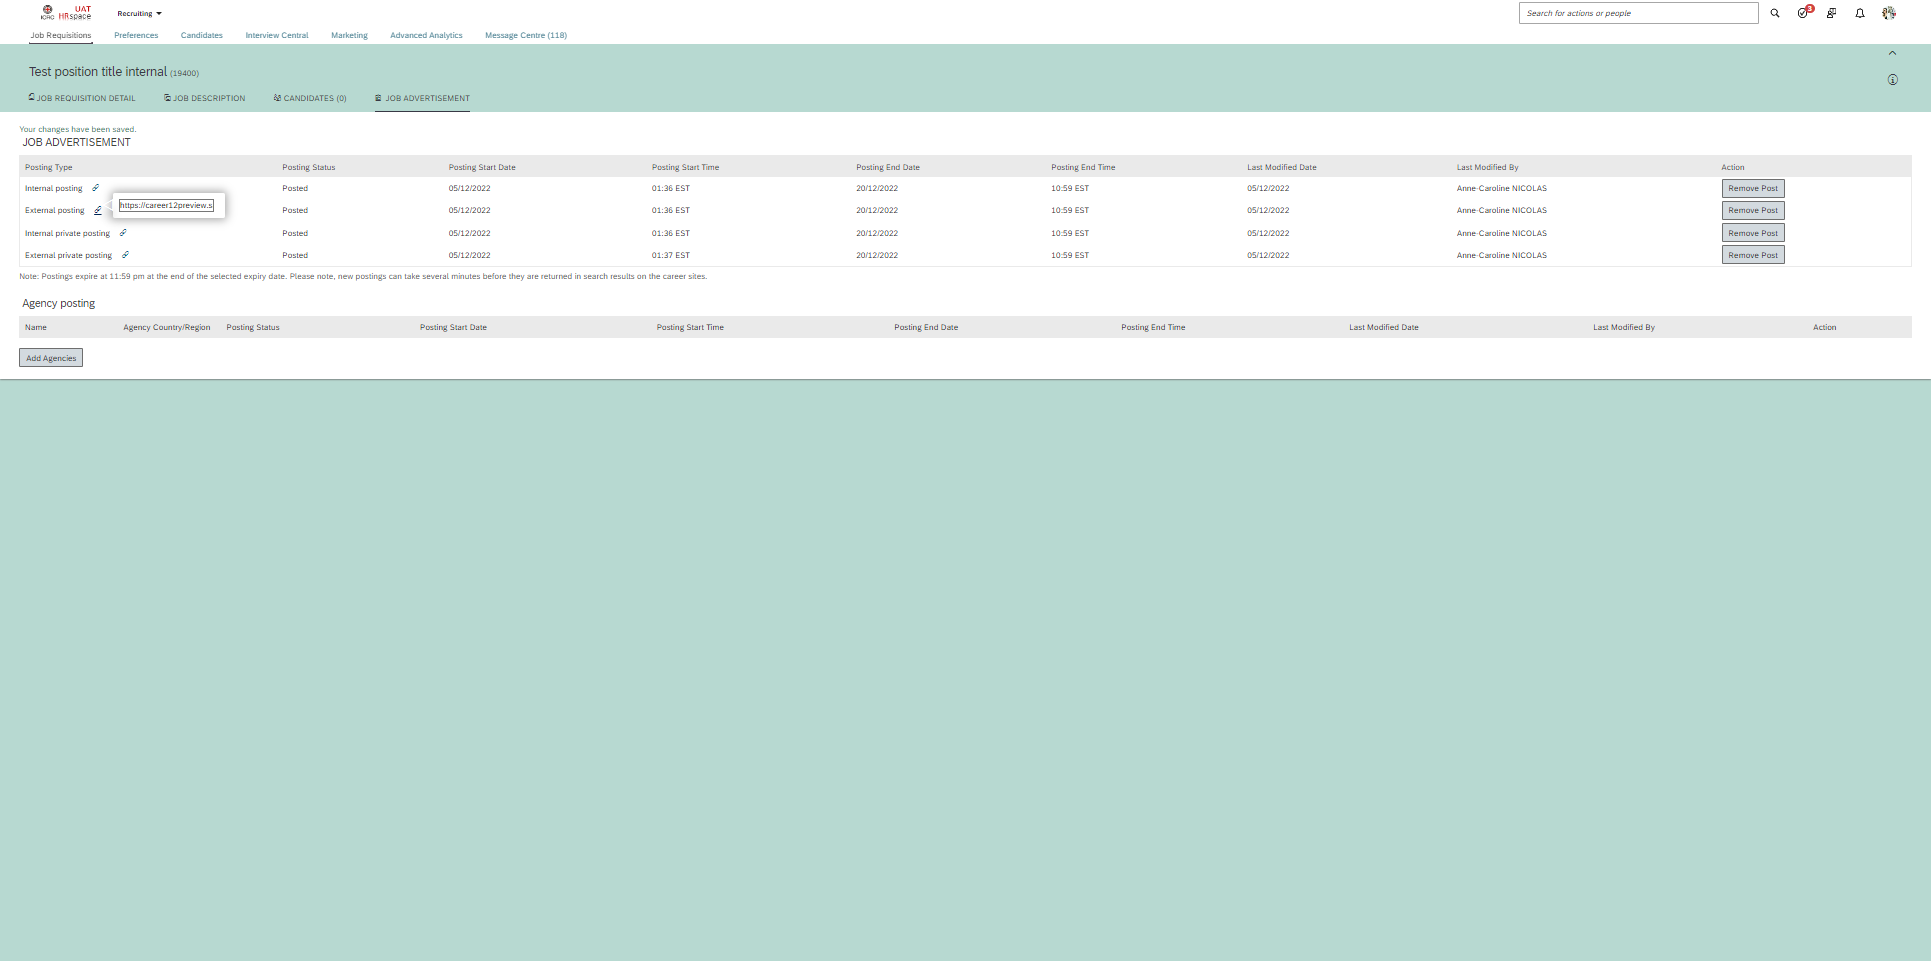 ICRC UAT HRspace Recruiting Search for actions or people 3
Job Requisitions Preferences Candidates Interview Central Marketing Advanced Analytics Message Centre (118)
Test position title internal (19400)
JOB REQUISITION DETAIL JOB DESCRIPTION CANDIDATES (0) JOB ADVERTISEMENT
Your changes have been saved.
JOB ADVERTISEMENT
Posting Type Posting Status Posting Start Date Posting Start Time Posting End Date Posting End Time Last Modified Date Last Modified By Action
Internal posting Posted 05/12/2022 01:36 EST 20/12/2022 10:59 EST 05/12/2022 Anne-Caroline NICOLAS Remove Post
https://career12preview.s
External posting Posted 05/12/2022 01:36 EST 20/12/2022 10:59 EST 05/12/2022 Anne-Caroline NICOLAS Remove Post
Internal private posting Posted 05/12/2022 01:36 EST 20/12/2022 10:59 EST 05/12/2022 Anne-Caroline NICOLAS Remove Post
External private posting Posted 05/12/2022 01:37 EST 20/12/2022 10:59 EST 05/12/2022 Anne-Caroline NICOLAS Remove Post
Note: Postings expire at 11:59 pm at the end of the selected expiry date. Please note, new postings can take several minutes before they are returned in search results on the career sites.
Agency posting
Name Agency Country/Region Posting Status Posting Start Date Posting Start Time Posting End Date Posting End Time Last Modified Date Last Modified By Action
Add Agencies